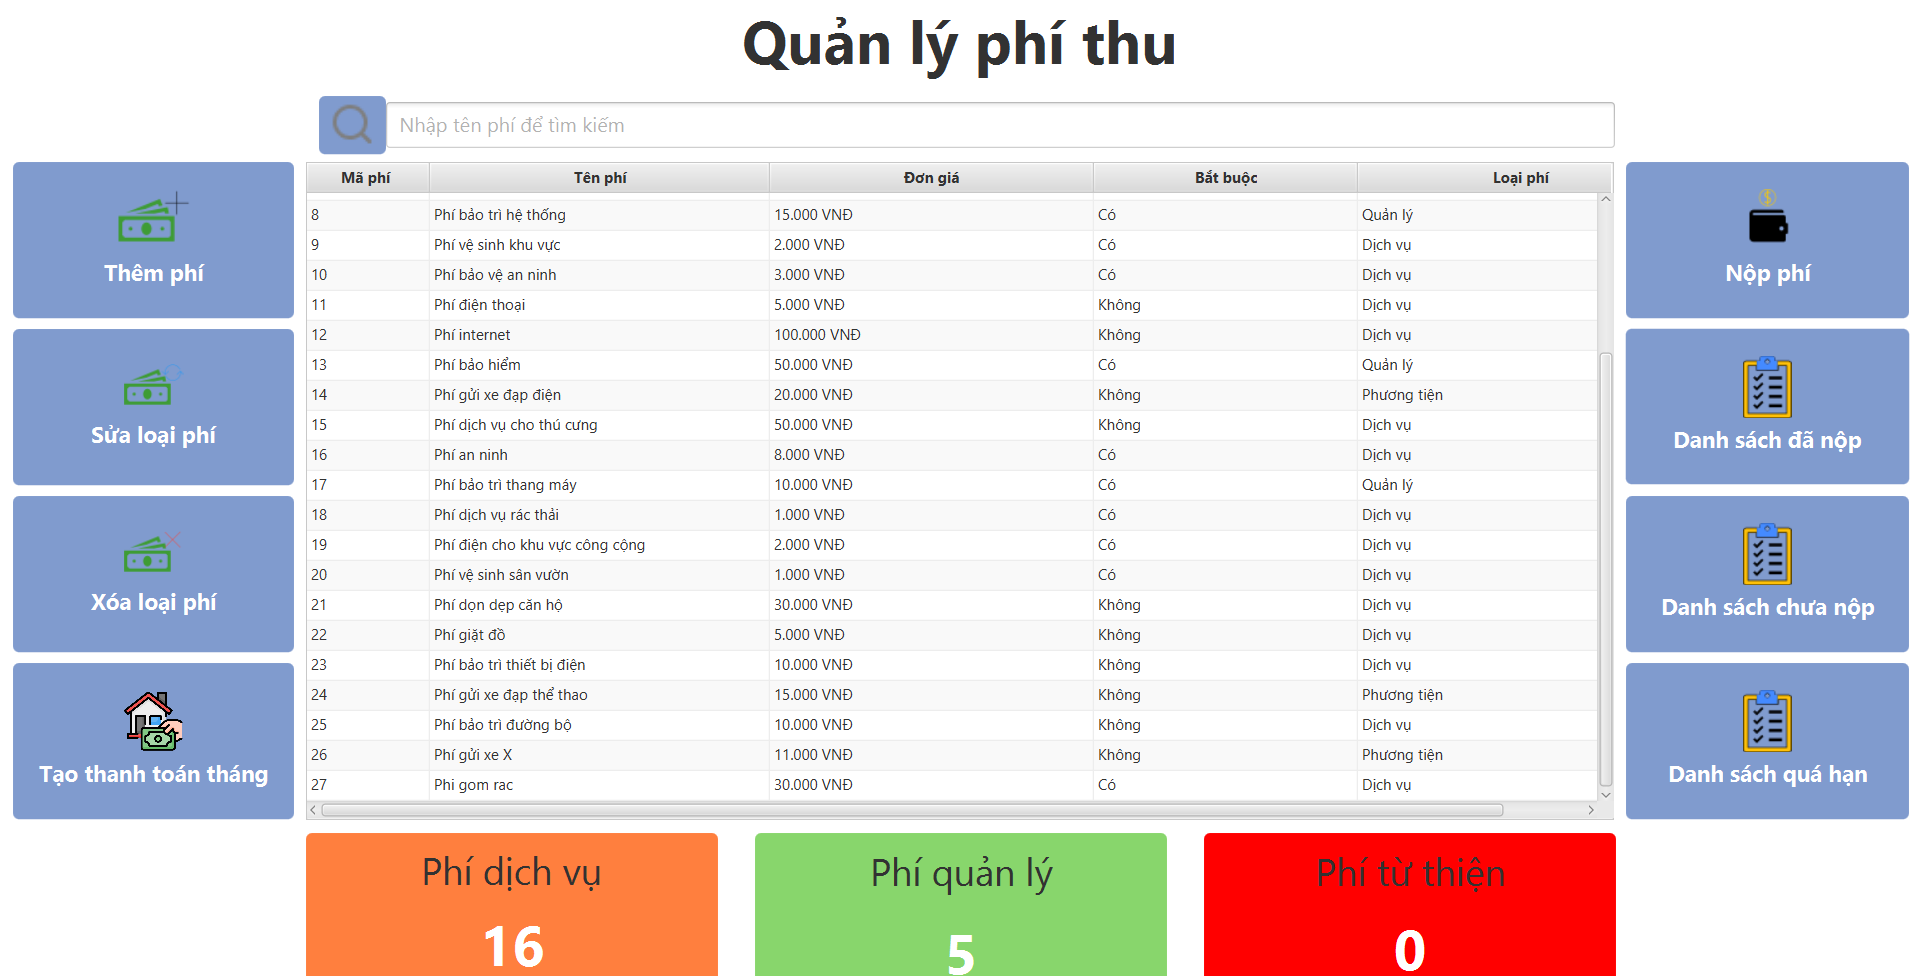 Quản lý phí thu
Nhập tên phí để tìm kiếm
Thêm phí
Sửa loại phí
Xóa loại phí
Tạo thanh toán tháng
Mã phí Tên phí Đơn giá Bắt buộc Loại phí
8 Phí bảo trì hệ thống 15.000 VNĐ Có Quản lý
9 Phí vệ sinh khu vực 2.000 VNĐ Có Dịch vụ
10 Phí bảo vệ an ninh 3.000 VNĐ Có Dịch vụ
11 Phí điện thoại 5.000 VNĐ Không Dịch vụ
12 Phí internet 100.000 VNĐ Không Dịch vụ
13 Phí bảo hiểm 50.000 VNĐ Có Quản lý
14 Phí gửi xe đạp điện 20.000 VNĐ Không Phương tiện
15 Phí dịch vụ cho thú cưng 50.000 VNĐ Không Dịch vụ
16 Phí an ninh 8.000 VNĐ Có Dịch vụ
17 Phí bảo trì thang máy 10.000 VNĐ Có Quản lý
18 Phí dịch vụ rác thải 1.000 VNĐ Có Dịch vụ
19 Phí điện cho khu vực công cộng 2.000 VNĐ Có Dịch vụ
20 Phí vệ sinh sân vườn 1.000 VNĐ Có Dịch vụ
21 Phí dọn dẹp căn hộ 30.000 VNĐ Không Dịch vụ
22 Phí giặt đồ 5.000 VNĐ Không Dịch vụ
23 Phí bảo trì thiết bị điện 10.000 VNĐ Không Dịch vụ
24 Phí gửi xe đạp thể thao 15.000 VNĐ Không Phương tiện
25 Phí bảo trì đường bộ 10.000 VNĐ Không Dịch vụ
26 Phí gửi xe X 11.000 VNĐ Không Phương tiện
27 Phi gom rac 30.000 VNĐ Có Dịch vụ
Nộp phí
Danh sách đã nộp
Danh sách chưa nộp
Danh sách quá hạn
Phí dịch vụ
16
Phí quản lý
5
Phí từ thiện
0